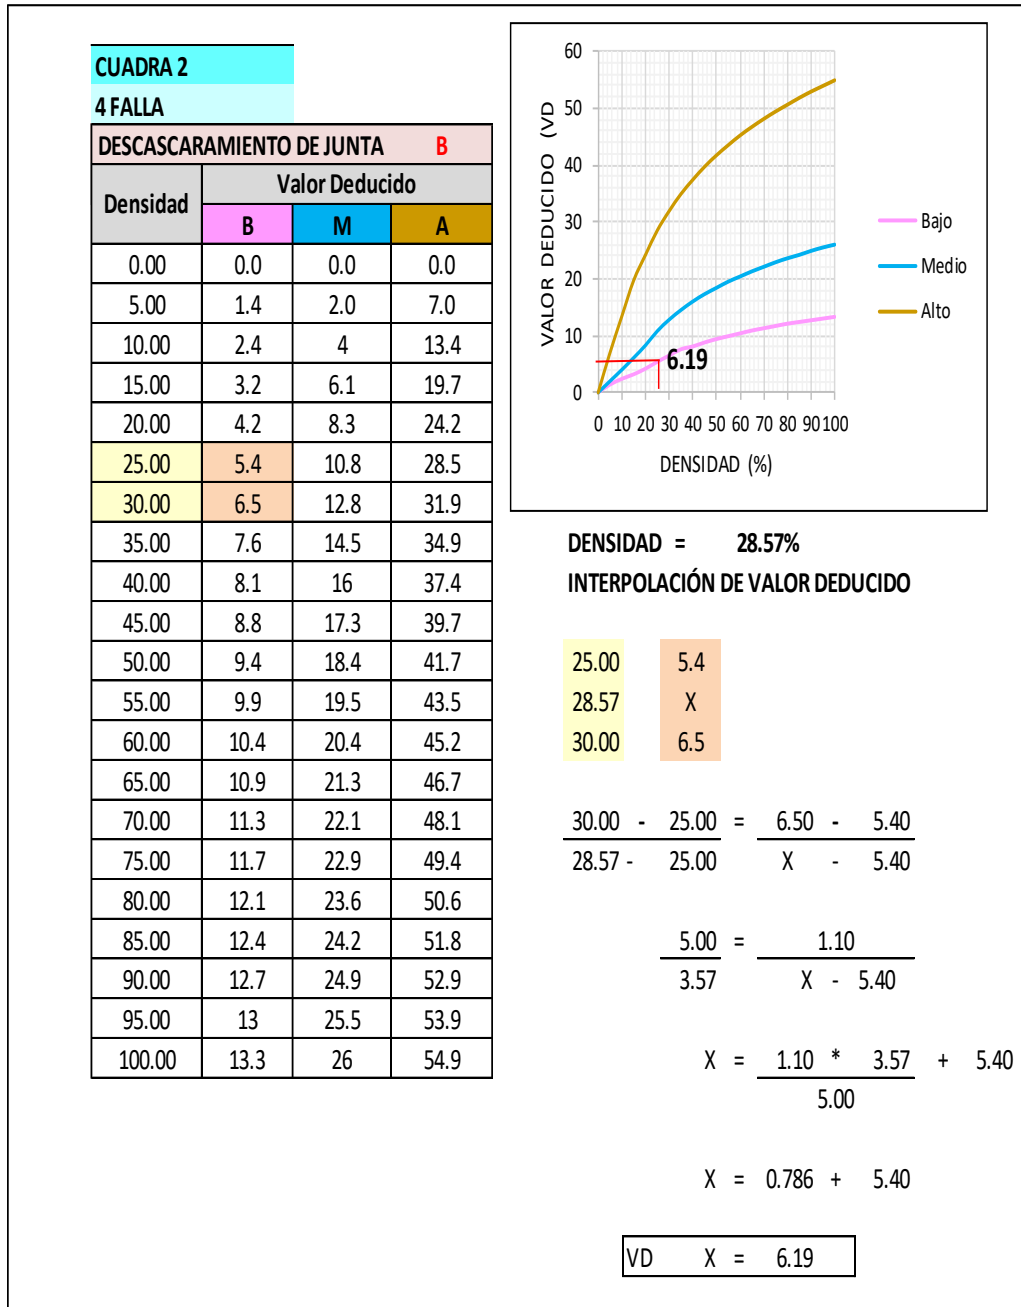 CUADRA 2
4 FALLA
DESCASCARAMIENTO DE JUNTA B
Densidad Valor Deducido
B M A
0.00 0.0 0.0 0.0
5.00 1.4 2.0 7.0
10.00 2.4 4 13.4
15.00 3.2 6.1 19.7
20.00 4.2 8.3 24.2
25.00 5.4 10.8 28.5
30.00 6.5 12.8 31.9
35.00 7.6 14.5 34.9
40.00 8.1 16 37.4
45.00 8.8 17.3 39.7
50.00 9.4 18.4 41.7
55.00 9.9 19.5 43.5
60.00 10.4 20.4 45.2
65.00 10.9 21.3 46.7
70.00 11.3 22.1 48.1
75.00 11.7 22.9 49.4
80.00 12.1 23.6 50.6
85.00 12.4 24.2 51.8
90.00 12.7 24.9 52.9
95.00 13 25.5 53.9
100.00 13.3 26 54.9
VALOR DEDUCIDO (VD
60
50
40
30
20
10
0
6.19
0 10 20 30 40 50 60 70 80 90 100
DENSIDAD (%)
Bajo
Medio
Alto
DENSIDAD = 28.57%
INTERPOLACIÓN DE VALOR DEDUCIDO
25.00 5.4
28.57 X
30.00 6.5
30.00 - 25.00 = 6.50 - 5.40
28.57 - 25.00 X - 5.40
5.00 = 1.10
3.57 X - 5.40
X = 1.10 * 3.57 + 5.40
5.00
X = 0.786 + 5.40
VD X = 6.19